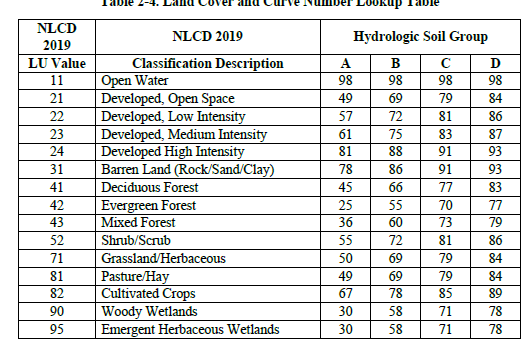 Table 2-4. Land Cover and Curve Number Lookup Table
NLCD 2019 NLCD 2019 Hydrologic Soil Group
LU Value Classification Description A B C D
11 Open Water 98 98 98 98
21 Developed, Open Space 49 69 79 84
22 Developed, Low Intensity 57 72 81 86
23 Developed, Medium Intensity 61 75 83 87
24 Developed High Intensity 81 88 91 93
31 Barren Land (Rock/Sand/Clay) 78 86 91 93
41 Deciduous Forest 45 66 77 83
42 Evergreen Forest 25 55 70 77
43 Mixed Forest 36 60 73 79
52 Shrub/Scrub 55 72 81 86
71 Grassland/Herbaceous 50 69 79 84
81 Pasture/Hay 49 69 79 84
82 Cultivated Crops 67 78 85 89
90 Woody Wetlands 30 58 71 78
95 Emergent Herbaceous Wetlands 30 58 71 78